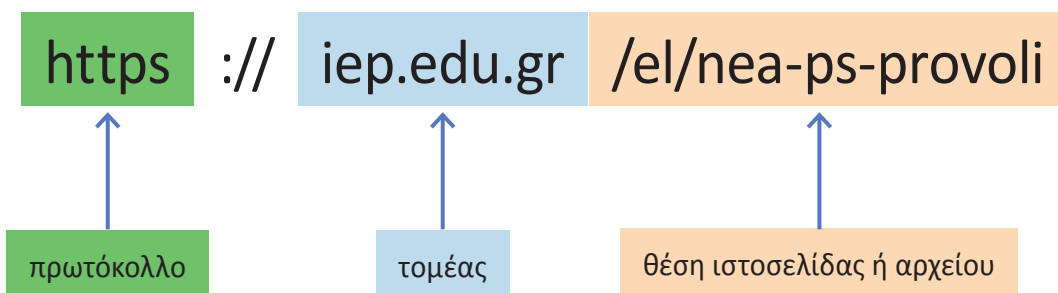 https :// iep.edu.gr /el/nea-ps-provoli
πρωτόκολλο τομέας θέση ιστοσελίδας ή αρχείου